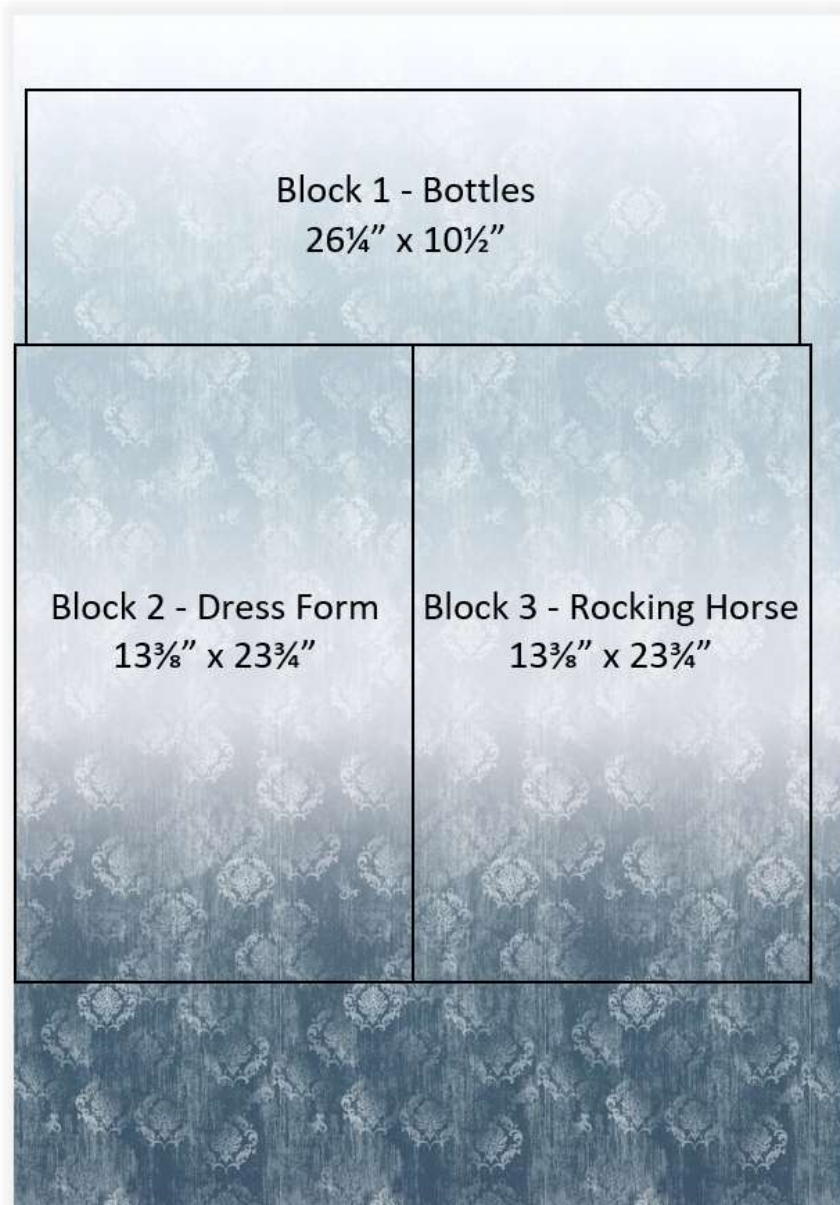 Block 1 - Bottles
26¼” x 10½”
Block 2 - Dress Form
13⅜” x 23¾”
Block 3 - Rocking Horse
13⅜” x 23¾”